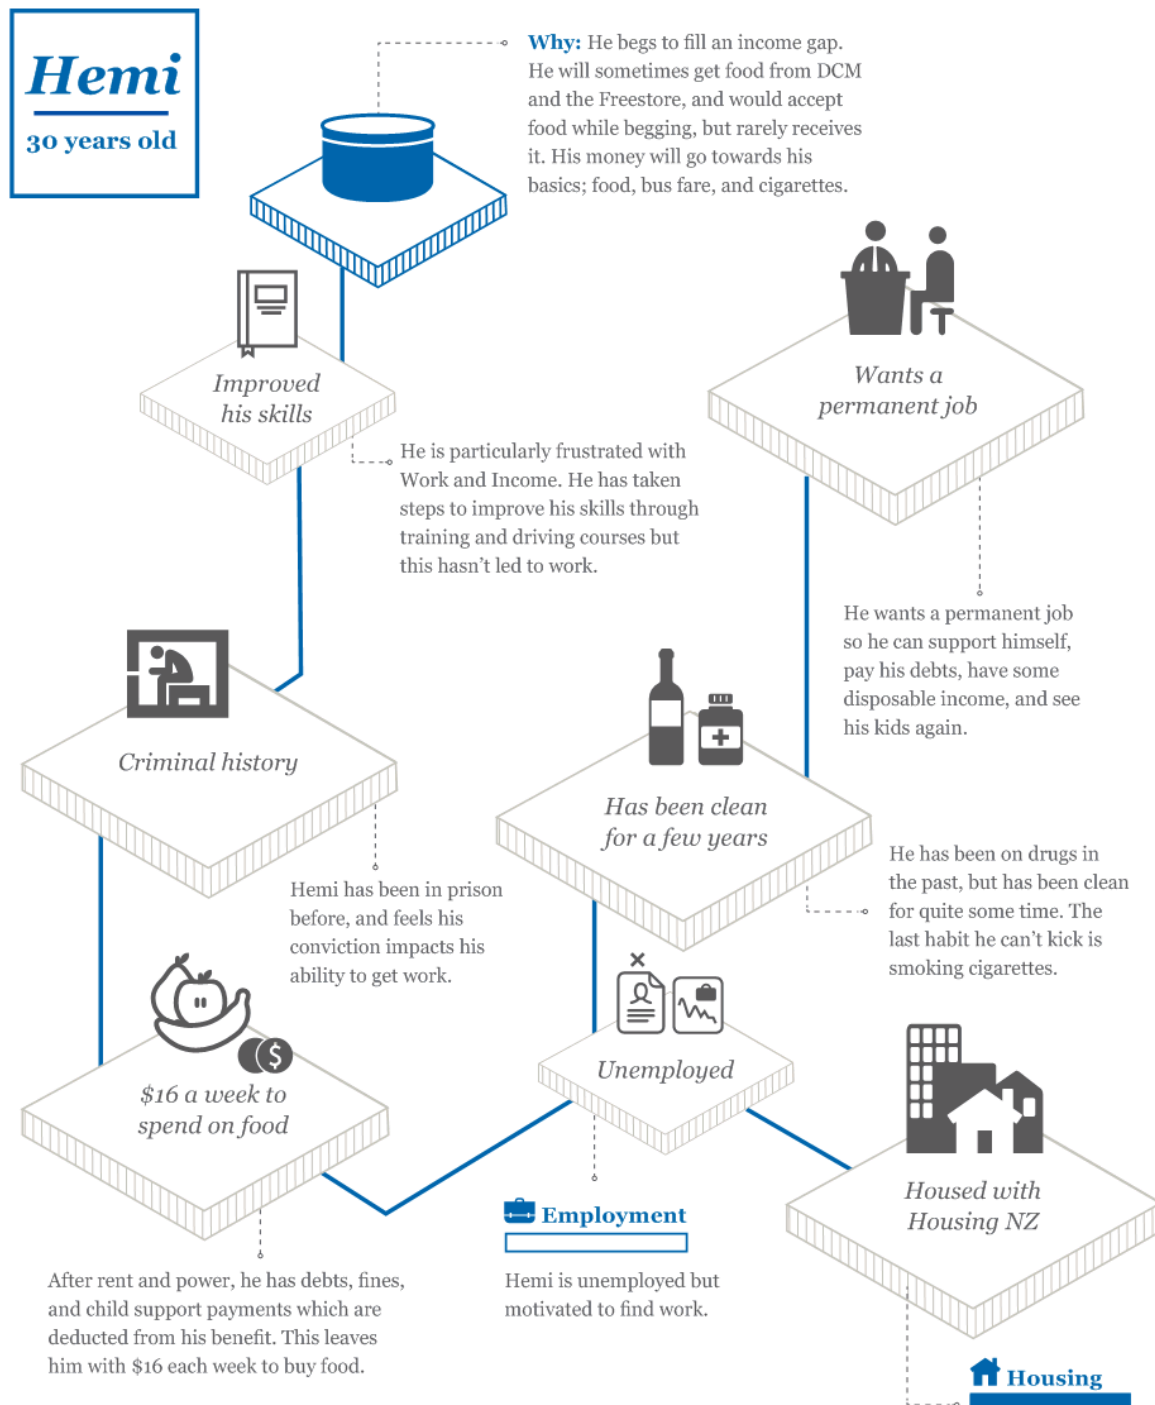 Hemi
30 years old
Why: He begs to fill an income gap.
He will sometimes get food from DCM
and the Freestore, and would accept
food while begging, but rarely receives
it. His money will go towards his
basics; food, bus fare, and cigarettes.
Improved
his skills
He is particularly frustrated with
Work and Income. He has taken
steps to improve his skills through
training and driving courses but
this hasn't led to work.
Wants a
permanent job
He wants a permanent job
so he can support himself,
pay his debts, have some
disposable income, and see
his kids again.
Criminal history
Hemi has been in prison
before, and feels his
conviction impacts his
ability to get work.
Has been clean
for a few years
He has been on drugs in
the past, but has been clean
for quite some time. The
last habit he can't kick is
smoking cigarettes.
$
$16 a week to
spend on food
After rent and power, he has debts, fines,
and child support payments which are
deducted from his benefit. This leaves
him with $16 each week to buy food.
Unemployed
Employment
Hemi is unemployed but
motivated to find work.
Housed with
Housing NZ
Housing